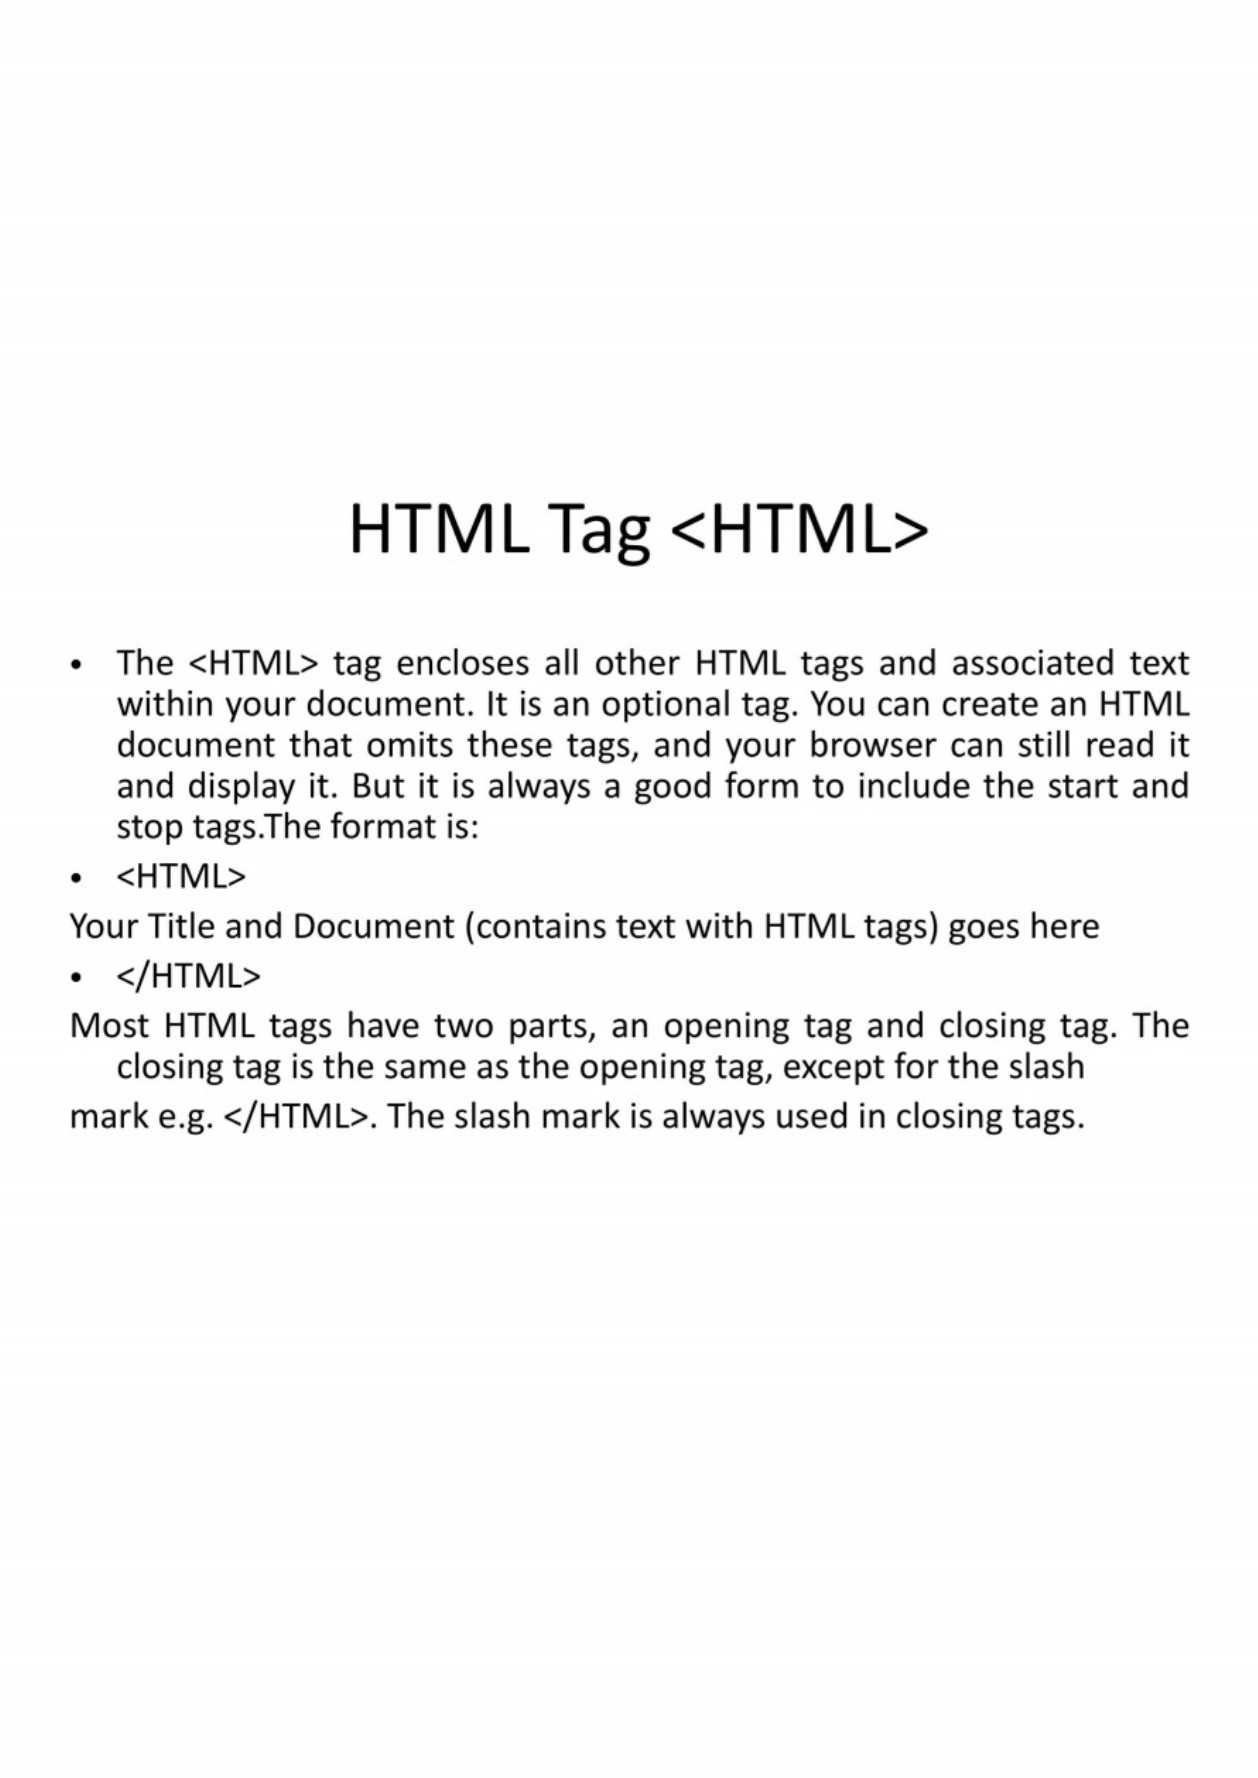 HTML Tag <HTML>
• The <HTML> tag encloses all other HTML tags and associated text
within your document. It is an optional tag. You can create an HTML
document that omits these tags, and your browser can still read it
and display it. But it is always a good form to include the start and
stop tags.The format is:
• <HTML>
Your Title and Document (contains text with HTML tags) goes here
• </HTML>
Most HTML tags have two parts, an opening tag and closing tag. The
closing tag is the same as the opening tag, except for the slash
mark e.g. </HTML>. The slash mark is always used in closing tags.